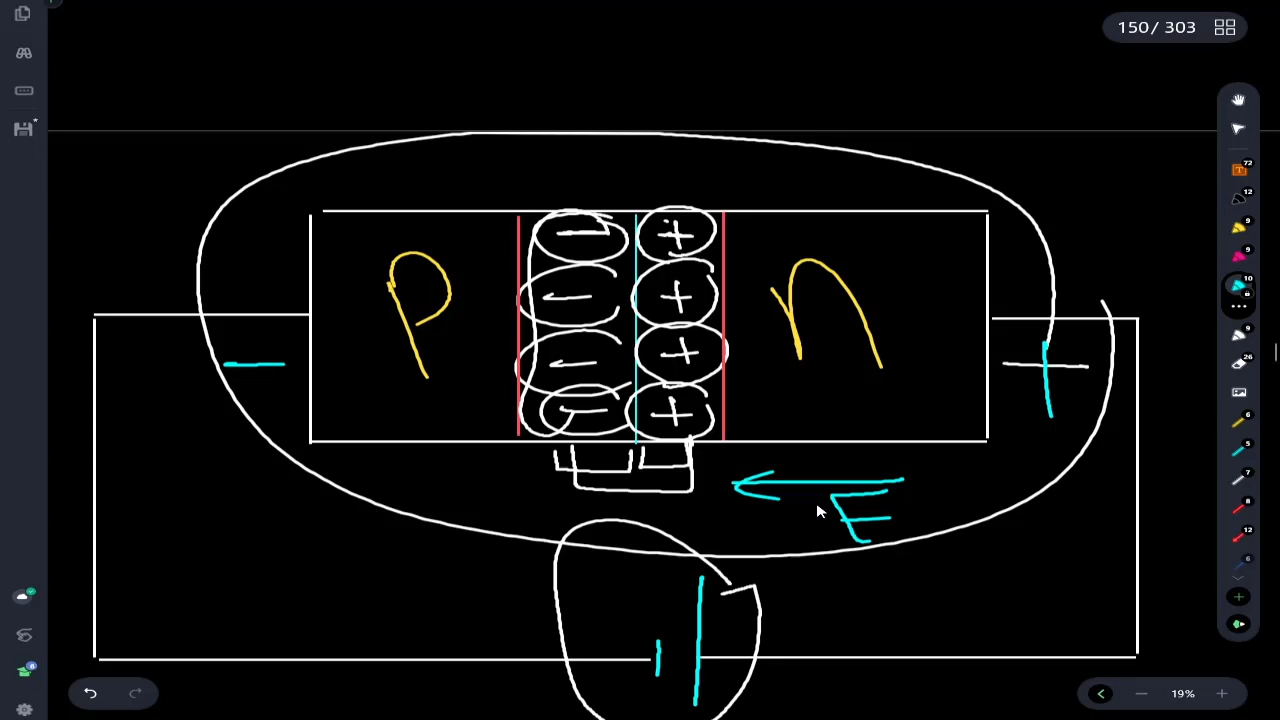 150 / 303
P − + n
− +
− +
− +
− +
E
19%